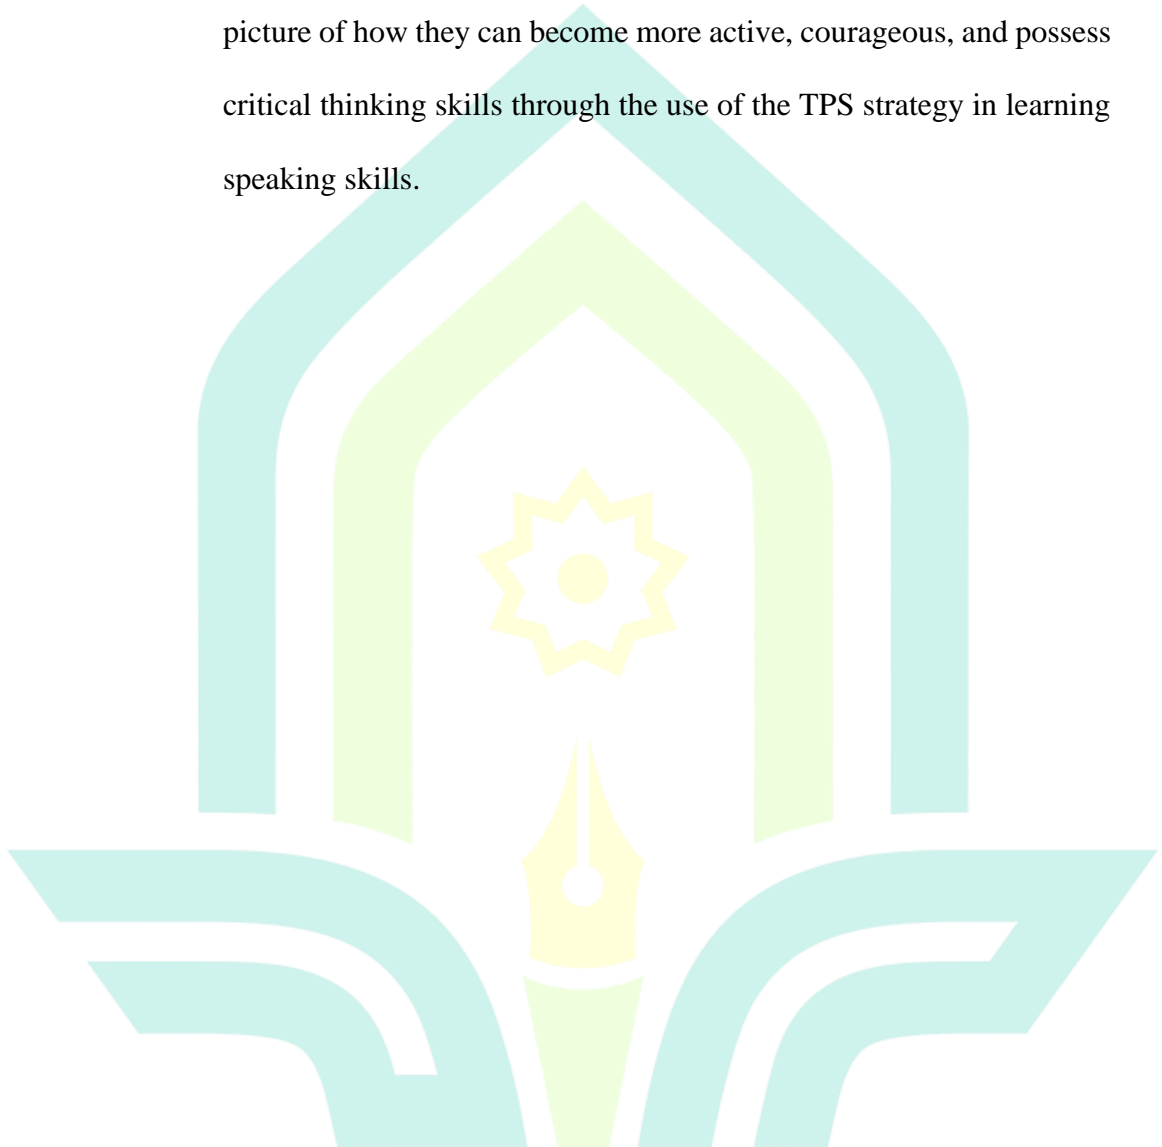 picture of how they can become more active, courageous, and possess
critical thinking skills through the use of the TPS strategy in learning
speaking skills.